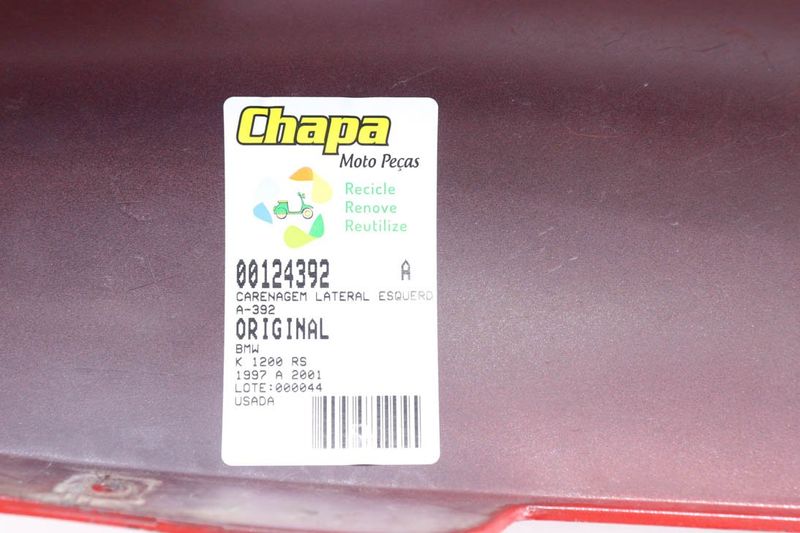 Chapa
Moto Peças
Recicle
Renove
Reutilize
00124392 A
CARENAGEM LATERAL ESQUERD
A-392
ORIGINAL
BMW
K 1200 RS
1997 A 2001
LOTE:000044
USADA